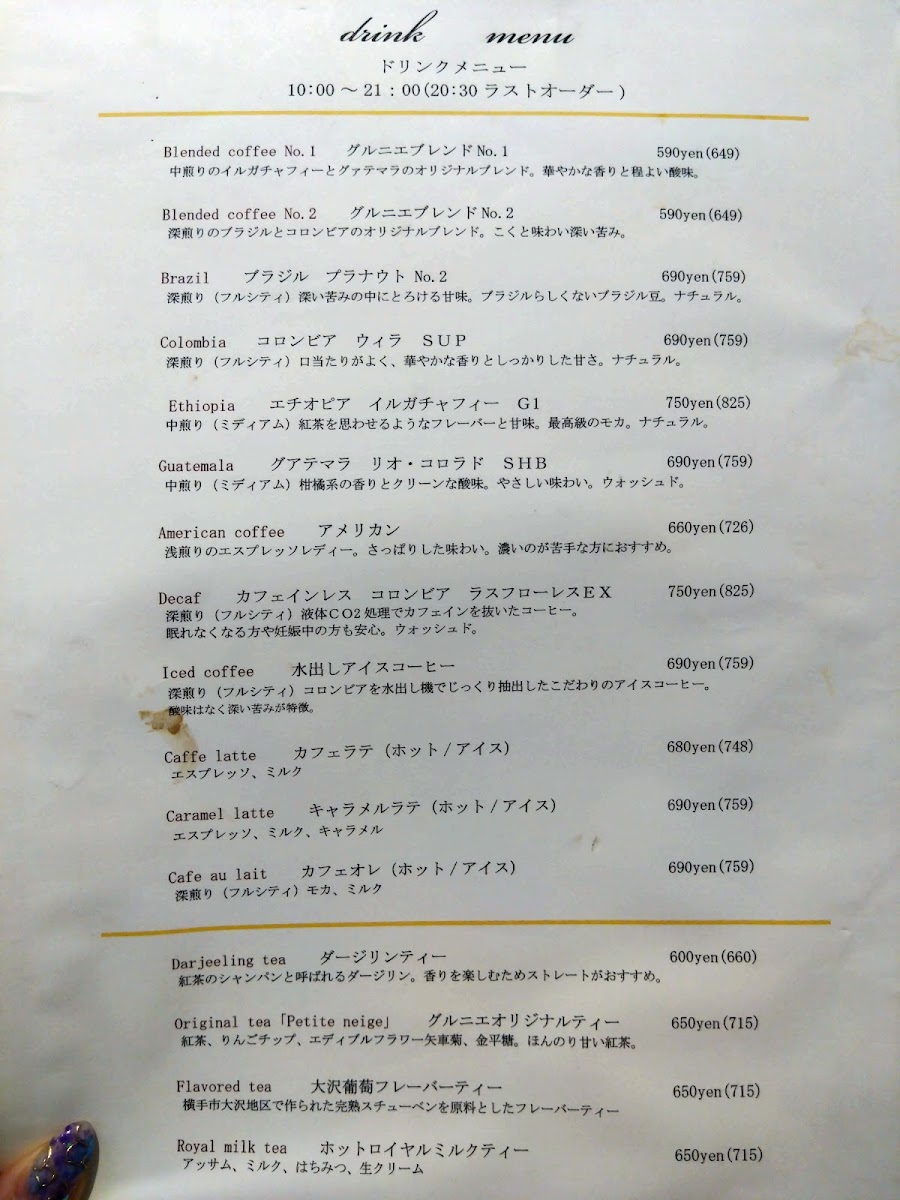 drink menu
ドリンクメニュー
10:00 ～ 21:00(20:30 ラストオーダー)
Blended coffee No.1 グルニエブレンドNo.1 590yen(649)
中煎りのイルガチャフィーとグァテマラのオリジナルブレンド。華やかな香りと程よい酸味。
Blended coffee No.2 グルニエブレンドNo.2 590yen(649)
深煎りのブラジルとコロンビアのオリジナルブレンド。こくと味わい深い苦み。
Brazil ブラジル プラナウト No.2 690yen(759)
深煎り（フルシティ）深い苦みの中にとろける甘味。ブラジルらしくないブラジル豆。ナチュラル。
Colombia コロンビア ウィラ ＳＵＰ 690yen(759)
深煎り（フルシティ）口当たりがよく、華やかな香りとしっかりした甘さ。ナチュラル。
Ethiopia エチオピア イルガチャフィー Ｇ1 750yen(825)
中煎り（ミディアム）紅茶を思わせるようなフレーバーと甘味。最高級のモカ。ナチュラル。
Guatemala グアテマラ リオ・コロラド ＳＨＢ 690yen(759)
中煎り（ミディアム）柑橘系の香りとクリーンな酸味。やさしい味わい。ウォッシュド。
American coffee アメリカン 660yen(726)
浅煎りのエスプレッソレディー。さっぱりした味わい。濃いのが苦手な方におすすめ。
Decaf カフェインレス コロンビア ラスフローレスＥＸ 750yen(825)
深煎り（フルシティ）液体ＣＯ2処理でカフェインを抜いたコーヒー。
眠れなくなる方や妊娠中の方も安心。ウォッシュド。
Iced coffee 水出しアイスコーヒー 690yen(759)
深煎り（フルシティ）コロンビアを水出し機でじっくり抽出したこだわりのアイスコーヒー。
酸味はなく深い苦みが特徴。
Caffe latte カフェラテ（ホット/アイス） 680yen(748)
エスプレッソ、ミルク
Caramel latte キャラメルラテ（ホット/アイス） 690yen(759)
エスプレッソ、ミルク、キャラメル
Cafe au lait カフェオレ（ホット/アイス） 690yen(759)
深煎り（フルシティ）モカ、ミルク
Darjeeling tea ダージリンティー 600yen(660)
紅茶のシャンパンと呼ばれるダージリン。香りを楽しむためストレートがおすすめ。
Original tea「Petite neige」 グルニエオリジナルティー 650yen(715)
紅茶、りんごチップ、エディブルフラワー矢車菊、金平糖。ほんのり甘い紅茶。
Flavored tea 大沢葡萄フレーバーティー 650yen(715)
横手市大沢地区で作られた完熟スチューベンを原料としたフレーバーティー
Royal milk tea ホットロイヤルミルクティー 650yen(715)
アッサム、ミルク、はちみつ、生クリーム